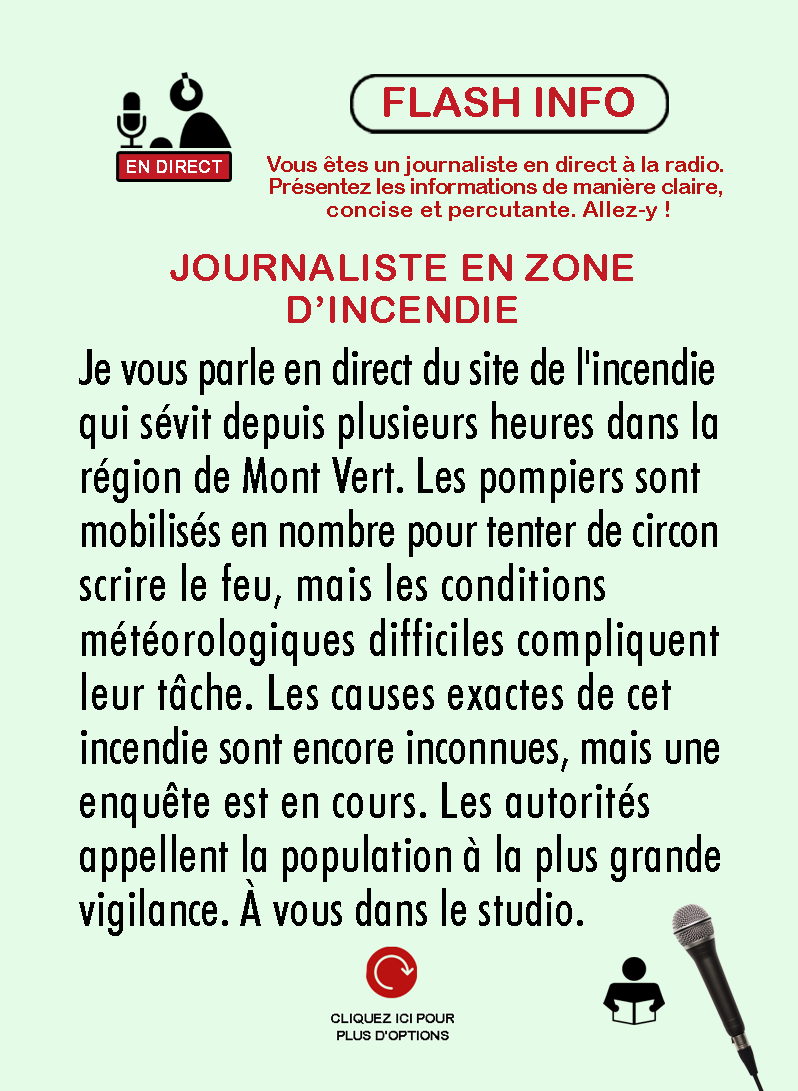 FLASH INFO
EN DIRECT
Vous êtes un journaliste en direct à la radio.
Présentez les informations de manière claire,
concise et percutante. Allez-y !
JOURNALISTE EN ZONE
D’INCENDIE
Je vous parle en direct du site de l'incendie
qui sévit depuis plusieurs heures dans la
région de Mont Vert. Les pompiers sont
mobilisés en nombre pour tenter de circon
scrire le feu, mais les conditions
météorologiques difficiles compliquent
leur tâche. Les causes exactes de cet
incendie sont encore inconnues, mais une
enquête est en cours. Les autorités
appellent la population à la plus grande
vigilance. À vous dans le studio.
CLIQUEZ ICI POUR
PLUS D'OPTIONS